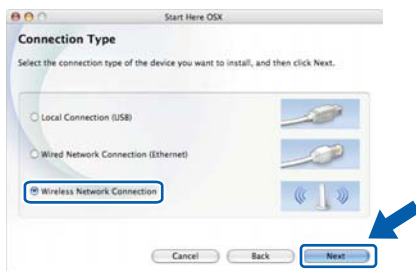 Start Here OSX
Connection Type
Select the connection type of the device you want to install, and then click Next.
Local Connection (USB)
Wired Network Connection (Ethernet)
Wireless Network Connection
Cancel
Back
Next